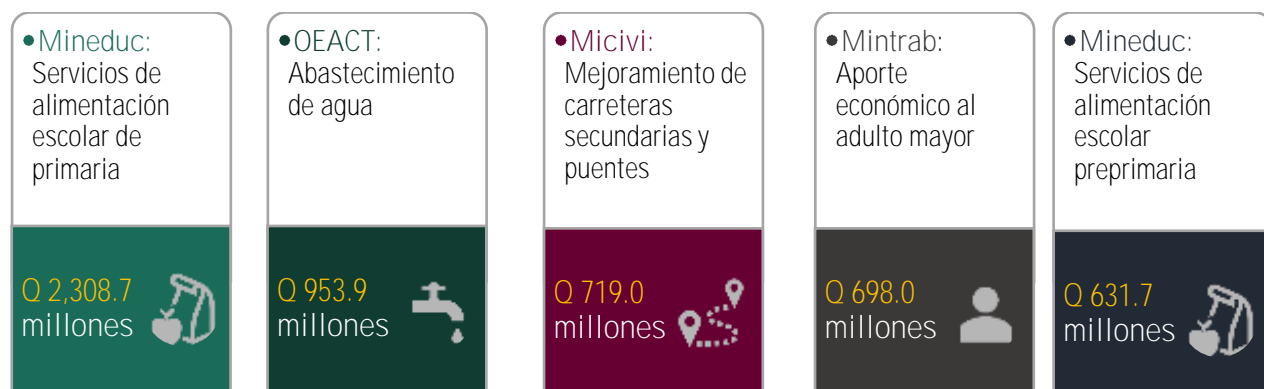 •Mineduc:
Servicios de
alimentación
escolar de
primaria
Q 2,308.7
millones
•OEACT:
Abastecimiento
de agua
Q 953.9
millones
•Micivi:
Mejoramiento de
carreteras
secundarias y
puentes
Q 719.0
millones
•Mintrab:
Aporte
económico al
adulto mayor
Q 698.0
millones
•Mineduc:
Servicios de
alimentación
escolar
preprimaria
Q 631.7
millones